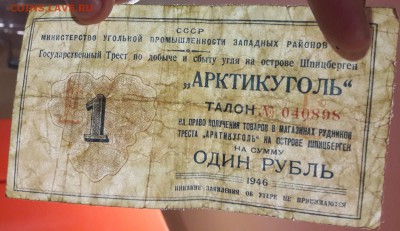 COINS.LAVE.RU
СССР
МИНИСТЕРСТВО УГОЛЬНОЙ ПРОМЫШЛЕННОСТИ ЗАПАДНЫХ РАЙОНОВ
Государственный Трест по добыче и сбыту угля на острове Шпицберген
„АРКТИКУГОЛЬ"
ТАЛОН № 040898
1
НА ПРАВО ПОЛУЧЕНИЯ ТОВАРОВ В МАГАЗИНАХ РУДНИКОВ
ТРЕСТА „АРКТИКУГОЛЬ" НА ОСТРОВЕ ШПИЦБЕРГЕН
НА СУММУ
ОДИН РУБЛЬ
1946
НИКАКИЕ ЗАЯВЛЕНИЯ ОБ УТЕРЕ НЕ ПРИНИМАЮТСЯ